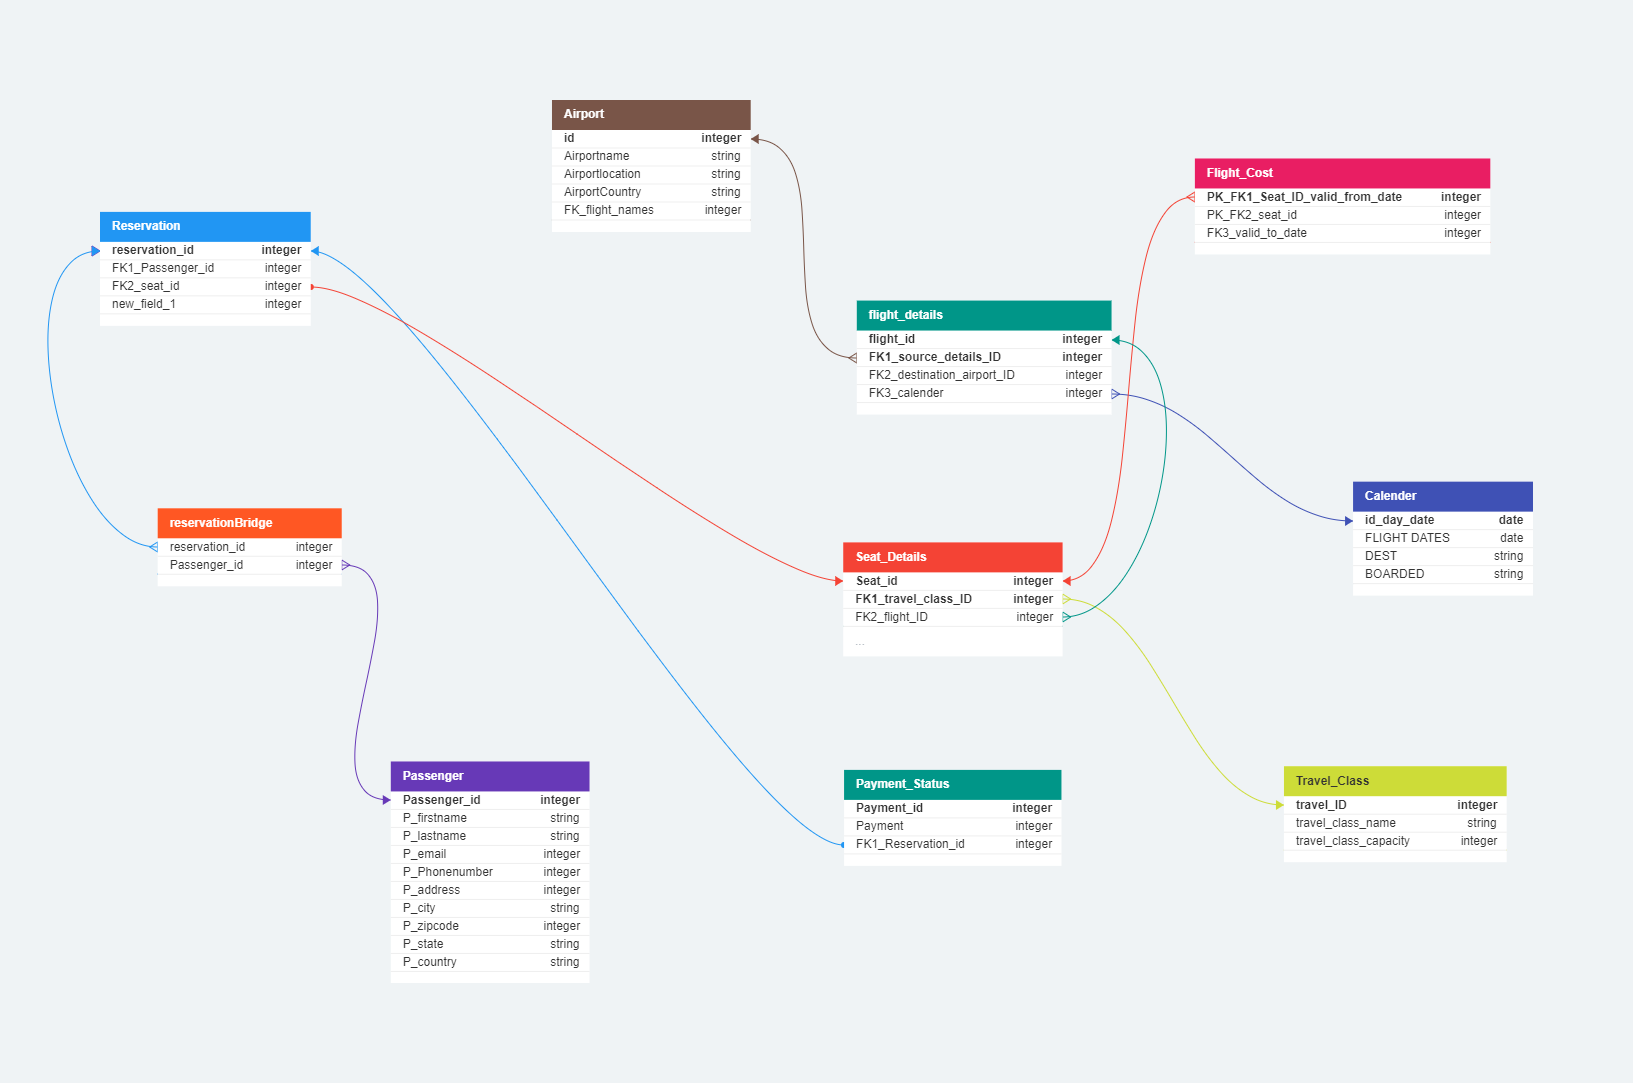 Airport
id integer
Airportname string
Airportlocation string
AirportCountry string
FK_flight_names integer
Flight_Cost
PK_FK1_Seat_ID_valid_from_date integer
PK_FK2_seat_id integer
FK3_valid_to_date integer
Reservation
reservation_id integer
FK1_Passenger_id integer
FK2_seat_id integer
new_field_1 integer
flight_details
flight_id integer
FK1_source_details_ID integer
FK2_destination_airport_ID integer
FK3_calender integer
Calender
id_day_date date
FLIGHT DATES date
DEST string
BOARDED string
reservationBridge
reservation_id integer
Passenger_id integer
Seat_Details
Seat_id integer
FK1_travel_class_ID integer
FK2_flight_ID integer
...
Passenger
Passenger_id integer
P_firstname string
P_lastname string
P_email integer
P_Phonenumber integer
P_address integer
P_city string
P_zipcode integer
P_state string
P_country string
Payment_Status
Payment_id integer
Payment integer
FK1_Reservation_id integer
Travel_Class
travel_ID integer
travel_class_name string
travel_class_capacity integer